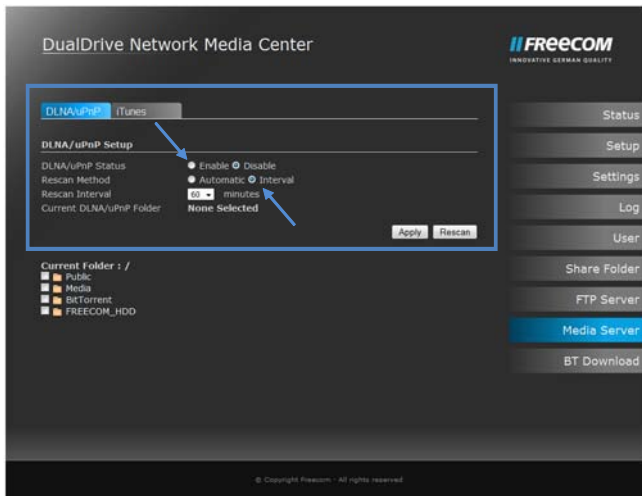 DualDrive Network Media Center
FREECOM
INNOVATIVE GERMAN QUALITY
DLNA/uPnP iTunes
DLNA/uPnP Setup
DLNA/uPnP Status Enable Disable
Rescan Method Automatic Interval
Rescan Interval 60 minutes
Current DLNA/uPnP Folder None Selected
Apply Rescan
Current Folder : /
Public
Media
BitTorrent
FREECOM_HDD
Status
Setup
Settings
Log
User
Share Folder
FTP Server
Media Server
BT Download
© Copyright Freecom - All rights reserved